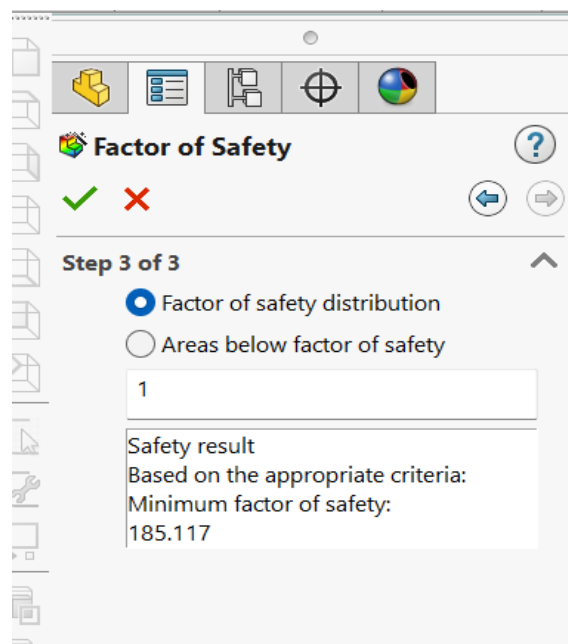 Factor of Safety
?
Step 3 of 3
Factor of safety distribution
Areas below factor of safety
1
Safety result
Based on the appropriate criteria:
Minimum factor of safety:
185.117